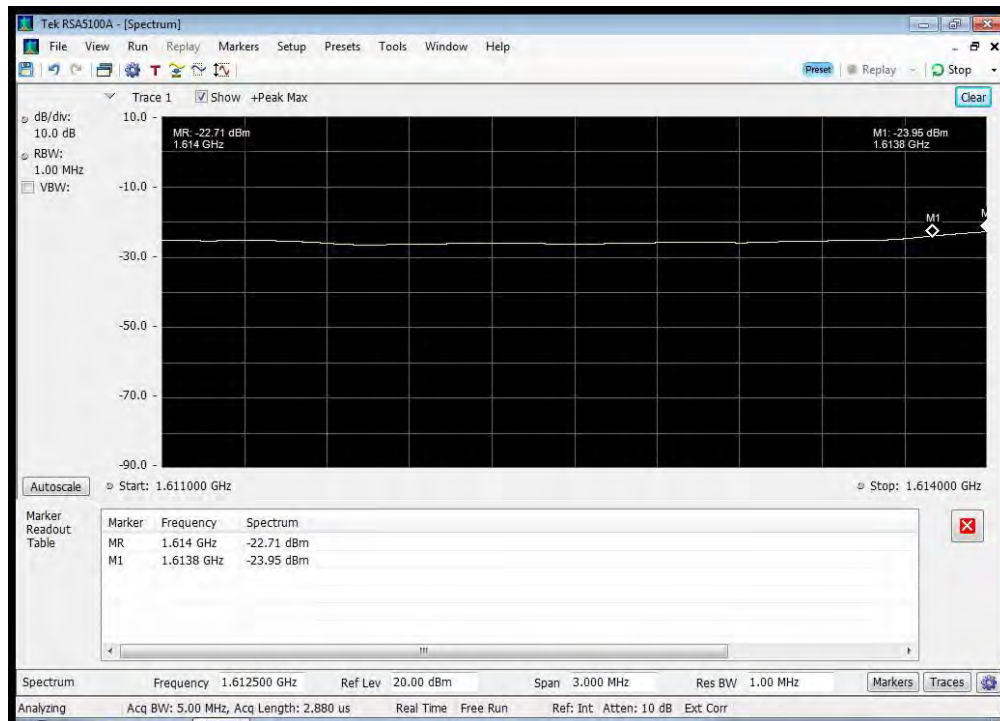 Tek RSA5100A - [Spectrum]
File View Run Replay Markers Setup Presets Tools Window Help
Preset Replay Stop
Trace 1 Show +Peak Max Clear
dB/div:
10.0 dB
RBW:
1.00 MHz
VBW:
10.0
-10.0
-30.0
-50.0
-70.0
-90.0
MR: -22.71 dBm
1.614 GHz
M1: -23.95 dBm
1.6138 GHz
M1
Autoscale Start: 1.611000 GHz Stop: 1.614000 GHz
Marker
Readout
Table
Marker Frequency Spectrum
MR 1.614 GHz -22.71 dBm
M1 1.6138 GHz -23.95 dBm
Spectrum Frequency 1.612500 GHz Ref Lev 20.00 dBm Span 3.000 MHz Res BW 1.00 MHz Markers Traces
Analyzing Acq BW: 5.00 MHz, Acq Length: 2.880 us Real Time Free Run Ref: Int Atten: 10 dB Ext Corr